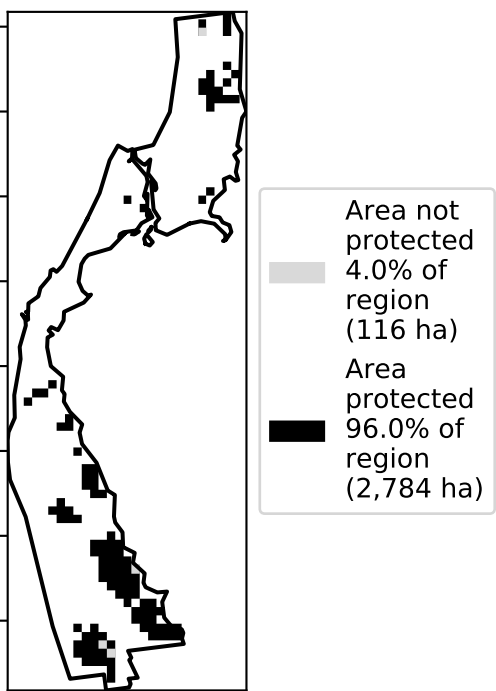 Area not
protected
4.0% of
region
(116 ha)
Area
protected
96.0% of
region
(2,784 ha)